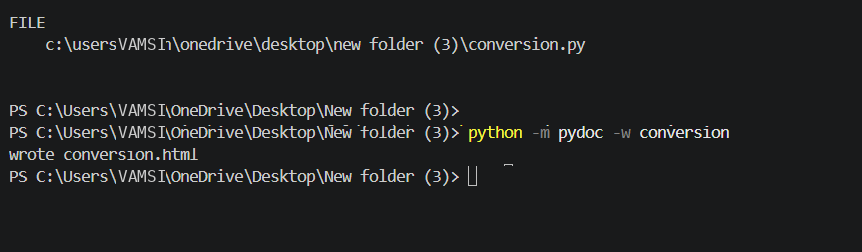 FILE
c:\usersVAMSI\onedrive\desktop\new folder (3)\conversion.py
PS C:\Users\VAMSI\OneDrive\Desktop\New folder (3)>
PS C:\Users\VAMSI\OneDrive\Desktop\New folder (3)> python -m pydoc -w conversion
wrote conversion.html
PS C:\Users\VAMSI\OneDrive\Desktop\New folder (3)>